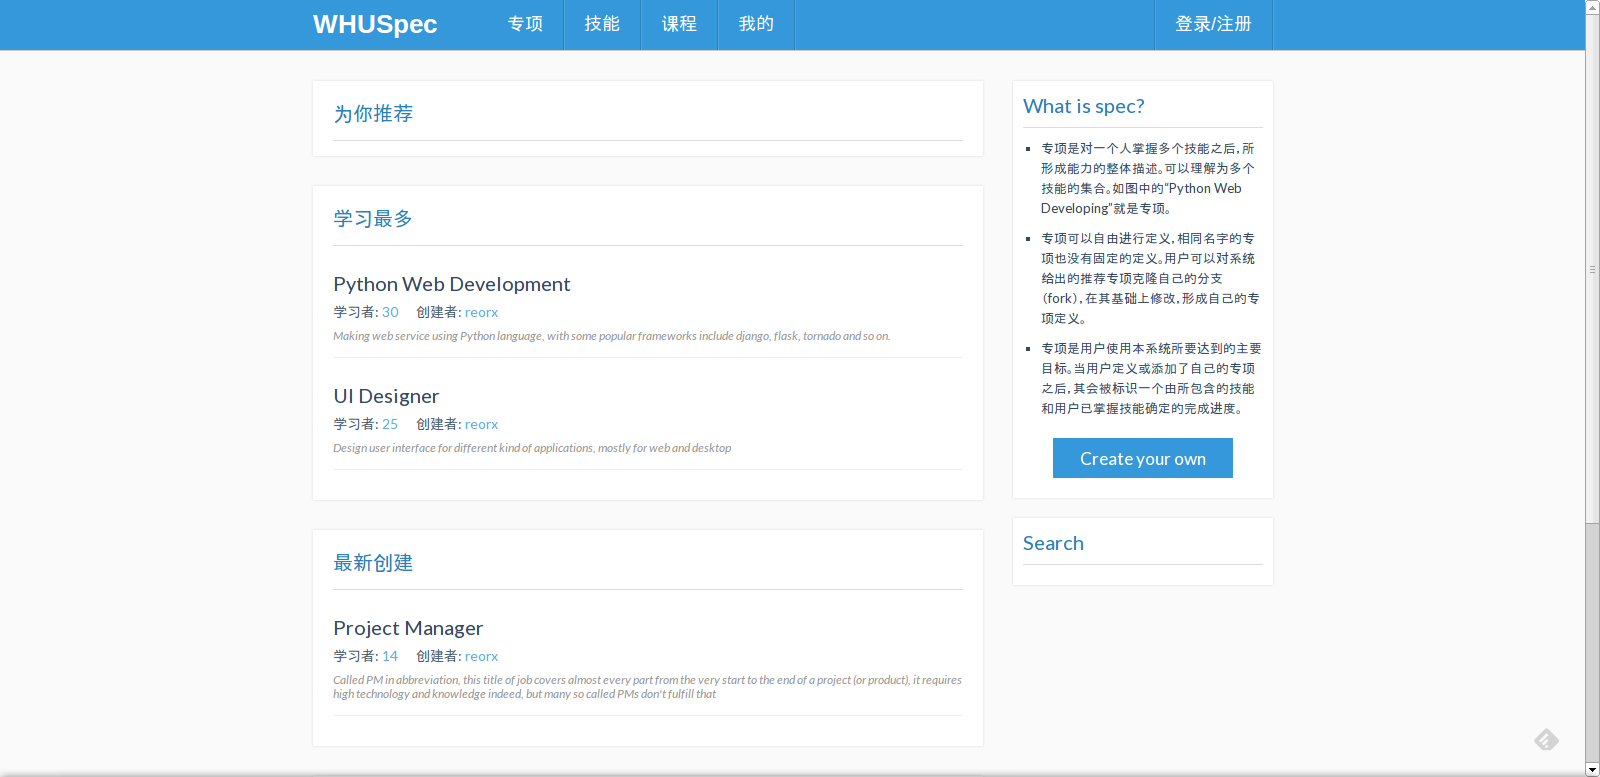 WHUSpec
专项
技能
课程
我的
登录/注册
为你推荐
学习最多
Python Web Development
学习者: 30 创建者: reorx
Making web service using Python language, with some popular frameworks include django, flask, tornado and so on.
UI Designer
学习者: 25 创建者: reorx
Design user interface for different kind of applications, mostly for web and desktop
最新创建
Project Manager
学习者: 14 创建者: reorx
Called PM in abbreviation, this title of job covers almost every part from the very start to the end of a project (or product), it requires
high technology and knowledge indeed, but many so called PMs don't fulfill that
What is spec?
专项是对一个人掌握多个技能之后，所
形成能力的整体描述。可以理解为多个
技能的集合。如图中的“Python Web
Developing”就是专项。
专项可以自由进行定义，相同名字的专
项也没有固定的定义。用户可以对系统
给出的推荐专项克隆自己的分支
（fork），在其基础上修改，形成自己的专
项定义。
专项是用户使用本系统所要达到的主要
目标。当用户定义或添加了自己的专项
之后，其会被标识一个由所包含的技能
和用户已掌握技能确定的完成进度。
Create your own
Search